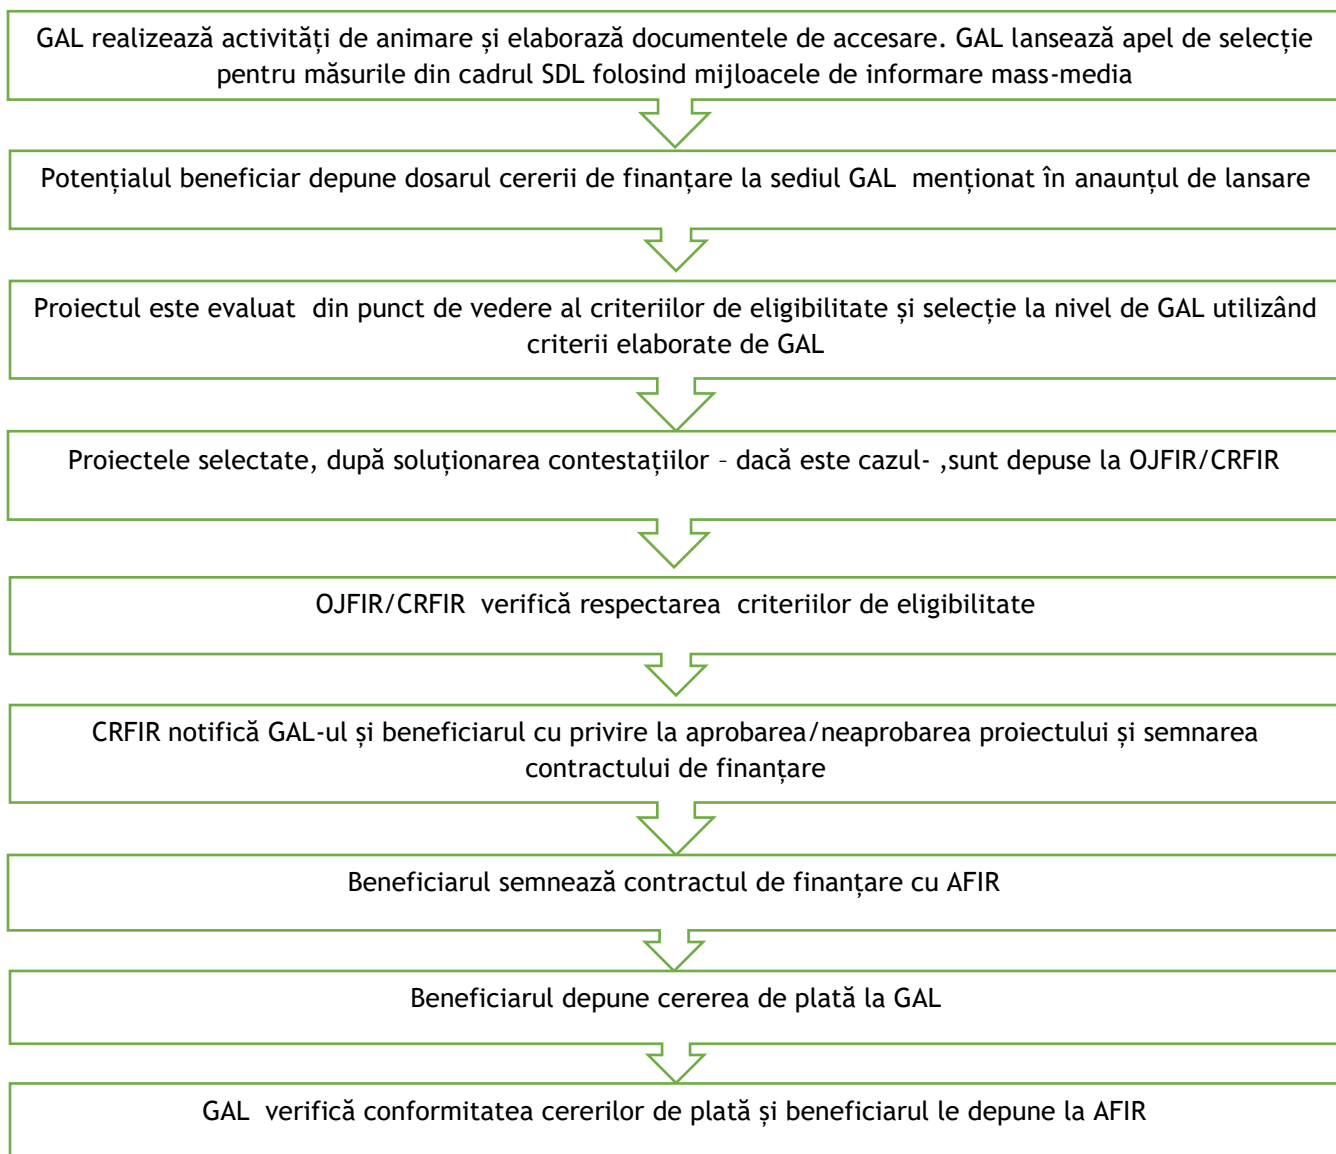 GAL realizează activități de animare și elaborază documentele de accesare. GAL lansează apel de selecție
pentru măsurile din cadrul SDL folosind mijloacele de informare mass-media
Potențialul beneficiar depune dosarul cererii de finanțare la sediul GAL menționat în anaunțul de lansare
Proiectul este evaluat din punct de vedere al criteriilor de eligibilitate și selecție la nivel de GAL utilizând
criterii elaborate de GAL
Proiectele selectate, după soluționarea contestațiilor – dacă este cazul- ,sunt depuse la OJFIR/CRFIR
OJFIR/CRFIR verifică respectarea criteriilor de eligibilitate
CRFIR notifică GAL-ul și beneficiarul cu privire la aprobarea/neaprobarea proiectului și semnarea
contractului de finanțare
Beneficiarul semnează contractul de finanțare cu AFIR
Beneficiarul depune cererea de plată la GAL
GAL verifică conformitatea cererilor de plată și beneficiarul le depune la AFIR